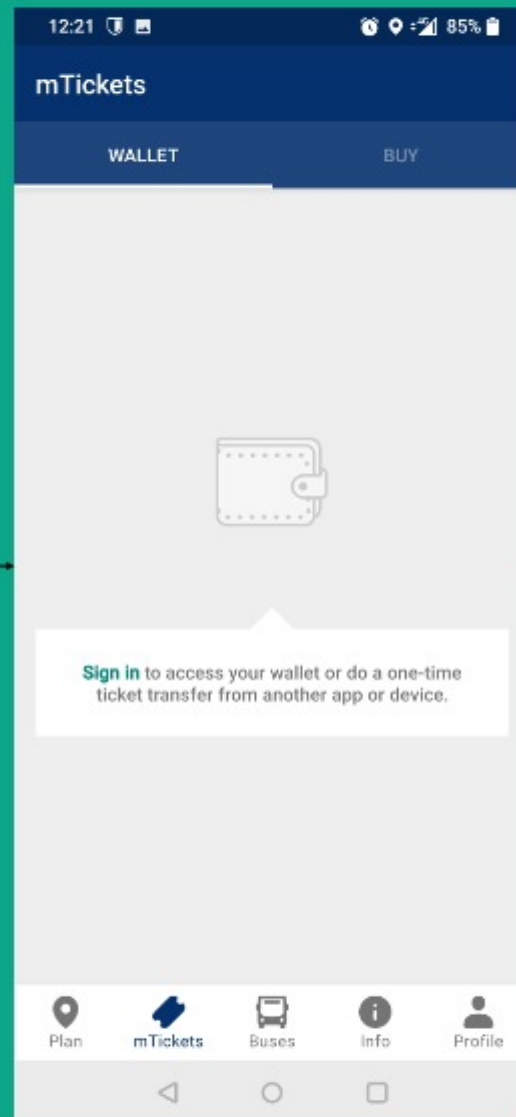 12:21 85%
mTickets
WALLET BUY
Sign in to access your wallet or do a one-time
ticket transfer from another app or device.
Plan mTickets Buses Info Profile